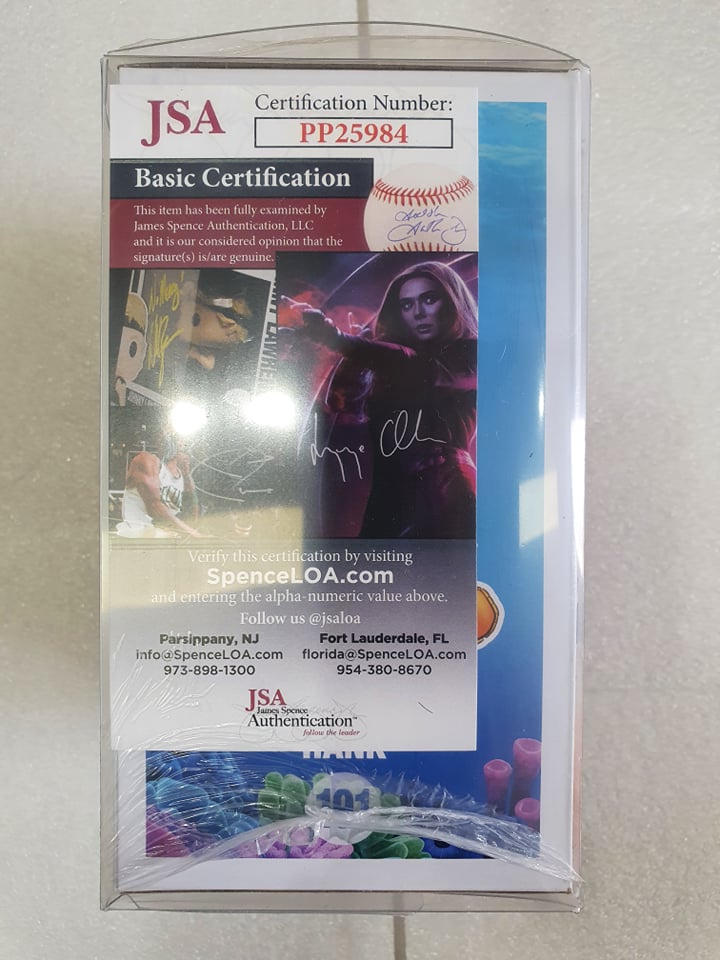 JSA
Certification Number:
PP25984
Basic Certification
This item has been fully examined by
James Spence Authentication, LLC
and it is our considered opinion that the
signature(s) is/are genuine.
Verify this certification by visiting
SpenceLOA.com
and entering the alpha-numeric value above.
Follow us @jsaloa
Parsippany, NJ
info@SpenceLOA.com
973-898-1300
Fort Lauderdale, FL
florida@SpenceLOA.com
954-380-8670
JSA
James Spence
Authentication™
follow the leader
HANK
101